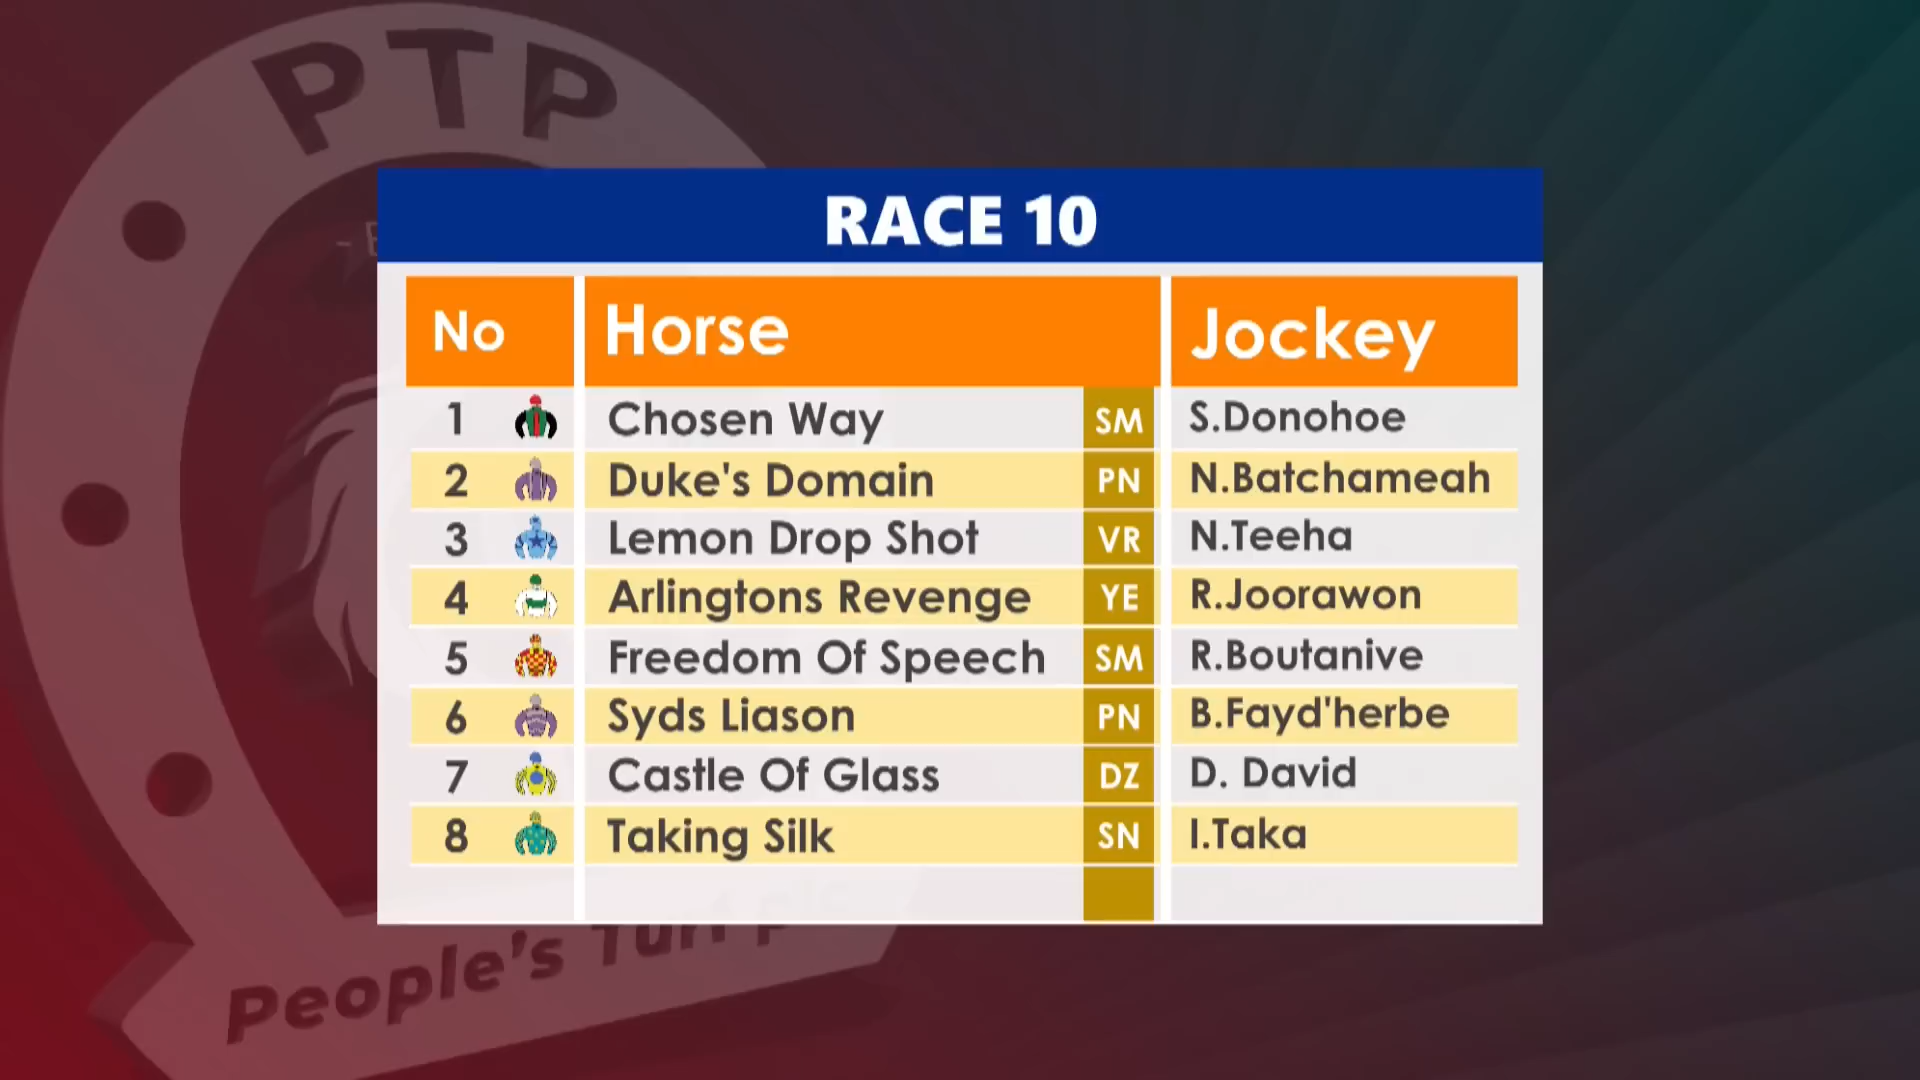 PTP
RACE 10
No Horse Jockey
1 Chosen Way SM S.Donohoe
2 Duke's Domain PN N.Batchameah
3 Lemon Drop Shot VR N.Teeha
4 Arlingtons Revenge YE R.Joorawon
5 Freedom Of Speech SM R.Boutanive
6 Syds Liason PN B.Fayd'herbe
7 Castle Of Glass DZ D. David
8 Taking Silk SN I.Taka
People's Turf plc